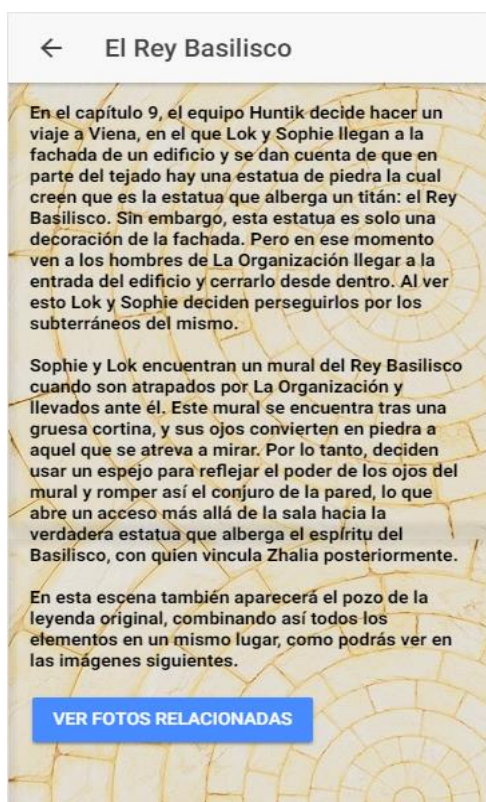 El Rey Basilisco
En el capítulo 9, el equipo Huntik decide hacer un
viaje a Viena, en el que Lok y Sophie llegan a la
fachada de un edificio y se dan cuenta de que en
parte del tejado hay una estatua de piedra la cual
creen que es la estatua que alberga un titán: el Rey
Basilisco. Sin embargo, esta estatua es solo una
decoración de la fachada. Pero en ese momento
ven a los hombres de La Organización llegar a la
entrada del edificio y cerrarlo desde dentro. Al ver
esto Lok y Sophie deciden perseguirlos por los
subterráneos del mismo.
Sophie y Lok encuentran un mural del Rey Basilisco
cuando son atrapados por La Organización y
llevados ante él. Este mural se encuentra tras una
gruesa cortina, y sus ojos convierten en piedra a
aquel que se atreva a mirar. Por lo tanto, deciden
usar un espejo para reflejar el poder de los ojos del
mural y romper así el conjuro de la pared, lo que
abre un acceso más allá de la sala hacia la
verdadera estatua que alberga el espíritu del
Basilisco, con quien vincula Zhalia posteriormente.
En esta escena también aparecerá el pozo de la
leyenda original, combinando así todos los
elementos en un mismo lugar, como podrás ver en
las imágenes siguientes.
VER FOTOS RELACIONADAS